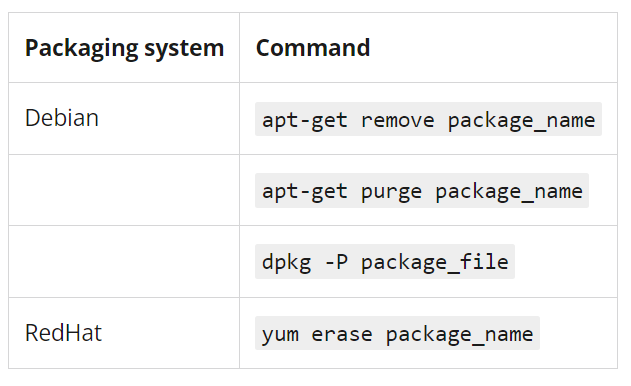 Packaging system Command
Debian apt-get remove package_name
apt-get purge package_name
dpkg -P package_file
RedHat yum erase package_name